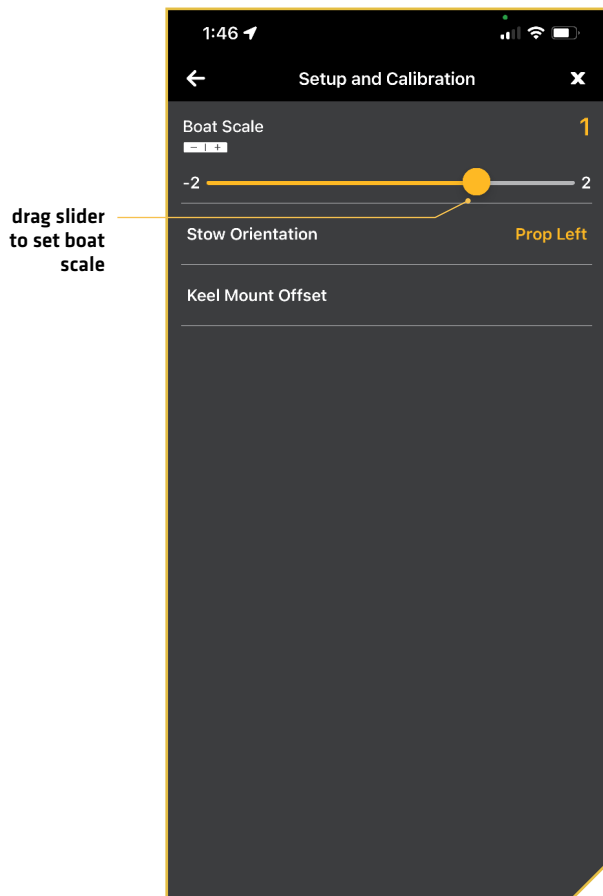 1:46
Setup and Calibration
X
Boat Scale
1
− | +
-2
2
drag slider
to set boat
scale
Stow Orientation
Prop Left
Keel Mount Offset